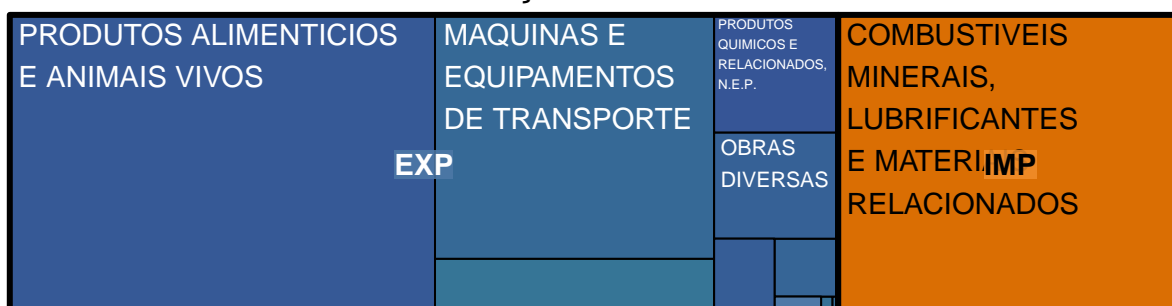 PRODUTOS ALIMENTICIOS
E ANIMAIS VIVOS
MAQUINAS E
EQUIPAMENTOS
DE TRANSPORTE
PRODUTOS
QUIMICOS E
RELACIONADOS,
N.E.P.
OBRAS
DIVERSAS
EXP
COMBUSTIVEIS
MINERAIS,
LUBRIFICANTES
E
RELACIONADOS
IMP